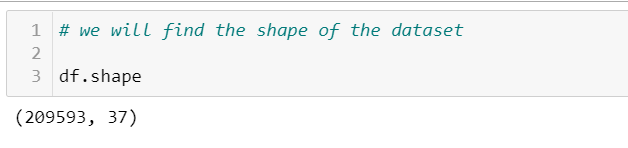 1 # we will find the shape of the dataset
2
3 df.shape
(209593, 37)